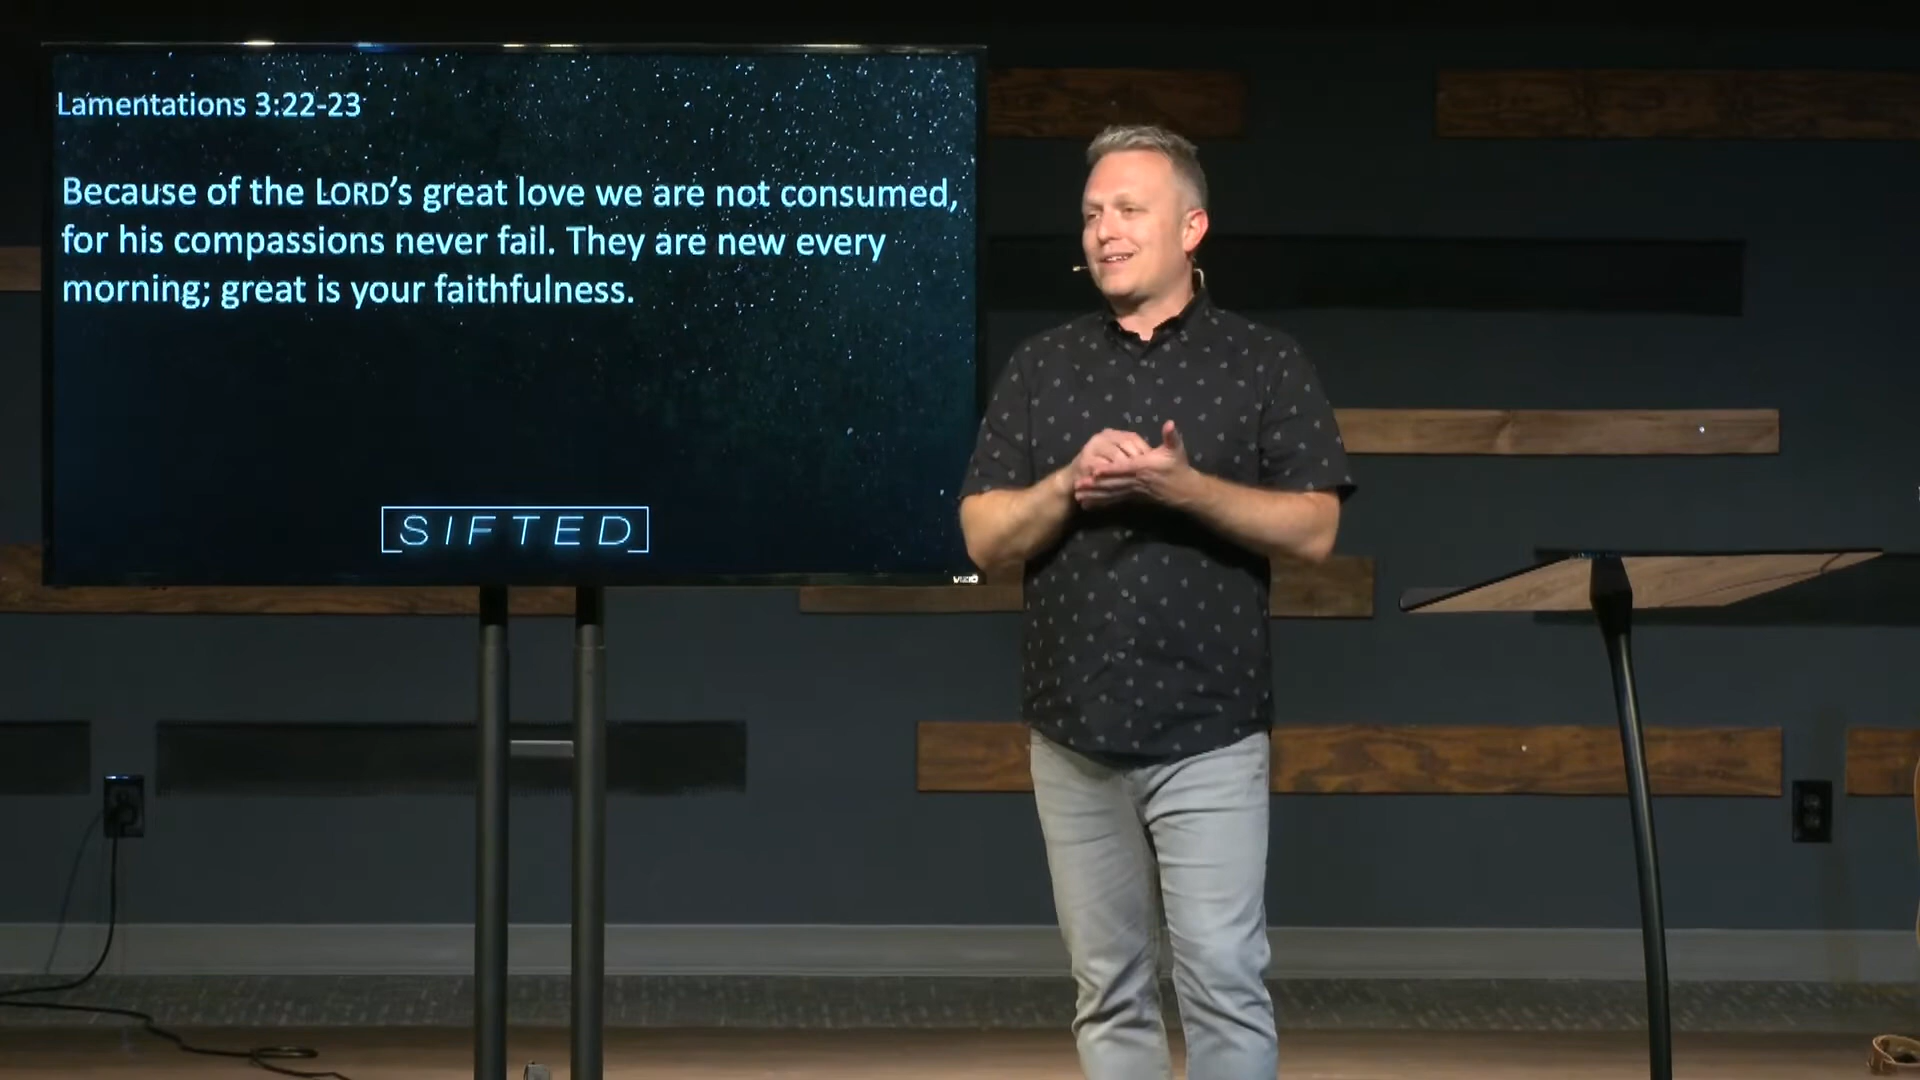 Lamentations 3:22-23
Because of the LORD’s great love we are not consumed,
for his compassions never fail. They are new every
morning; great is your faithfulness.
SIFTED
VIZIO